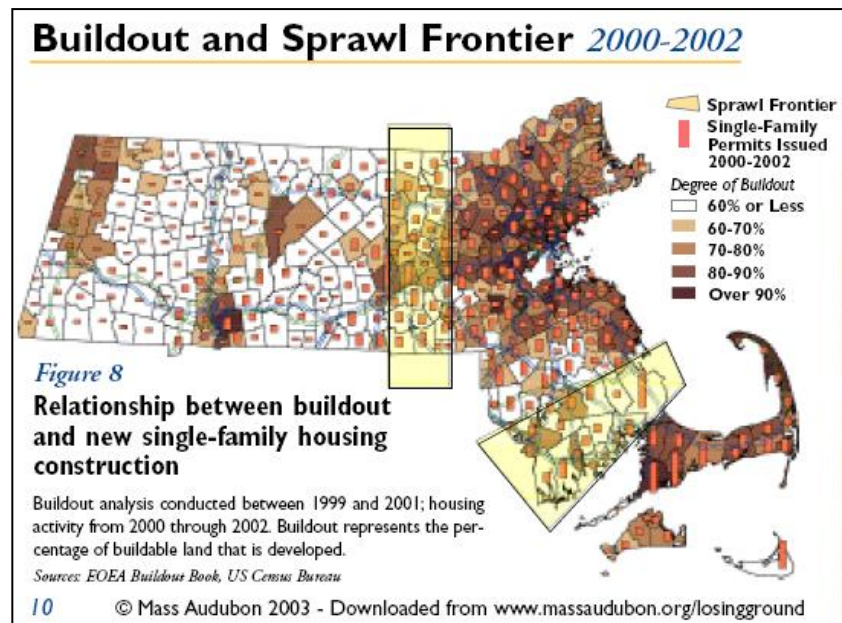 Buildout and Sprawl Frontier 2000-2002
Sprawl Frontier
Single-Family
Permits Issued
2000-2002
Degree of Buildout
60% or Less
60-70%
70-80%
80-90%
Over 90%
Figure 8
Relationship between buildout
and new single-family housing
construction
Buildout analysis conducted between 1999 and 2001; housing
activity from 2000 through 2002. Buildout represents the per-
centage of buildable land that is developed.
Sources: EOEA Buildout Book, US Census Bureau
10 © Mass Audubon 2003 - Downloaded from www.massaudubon.org/losingground